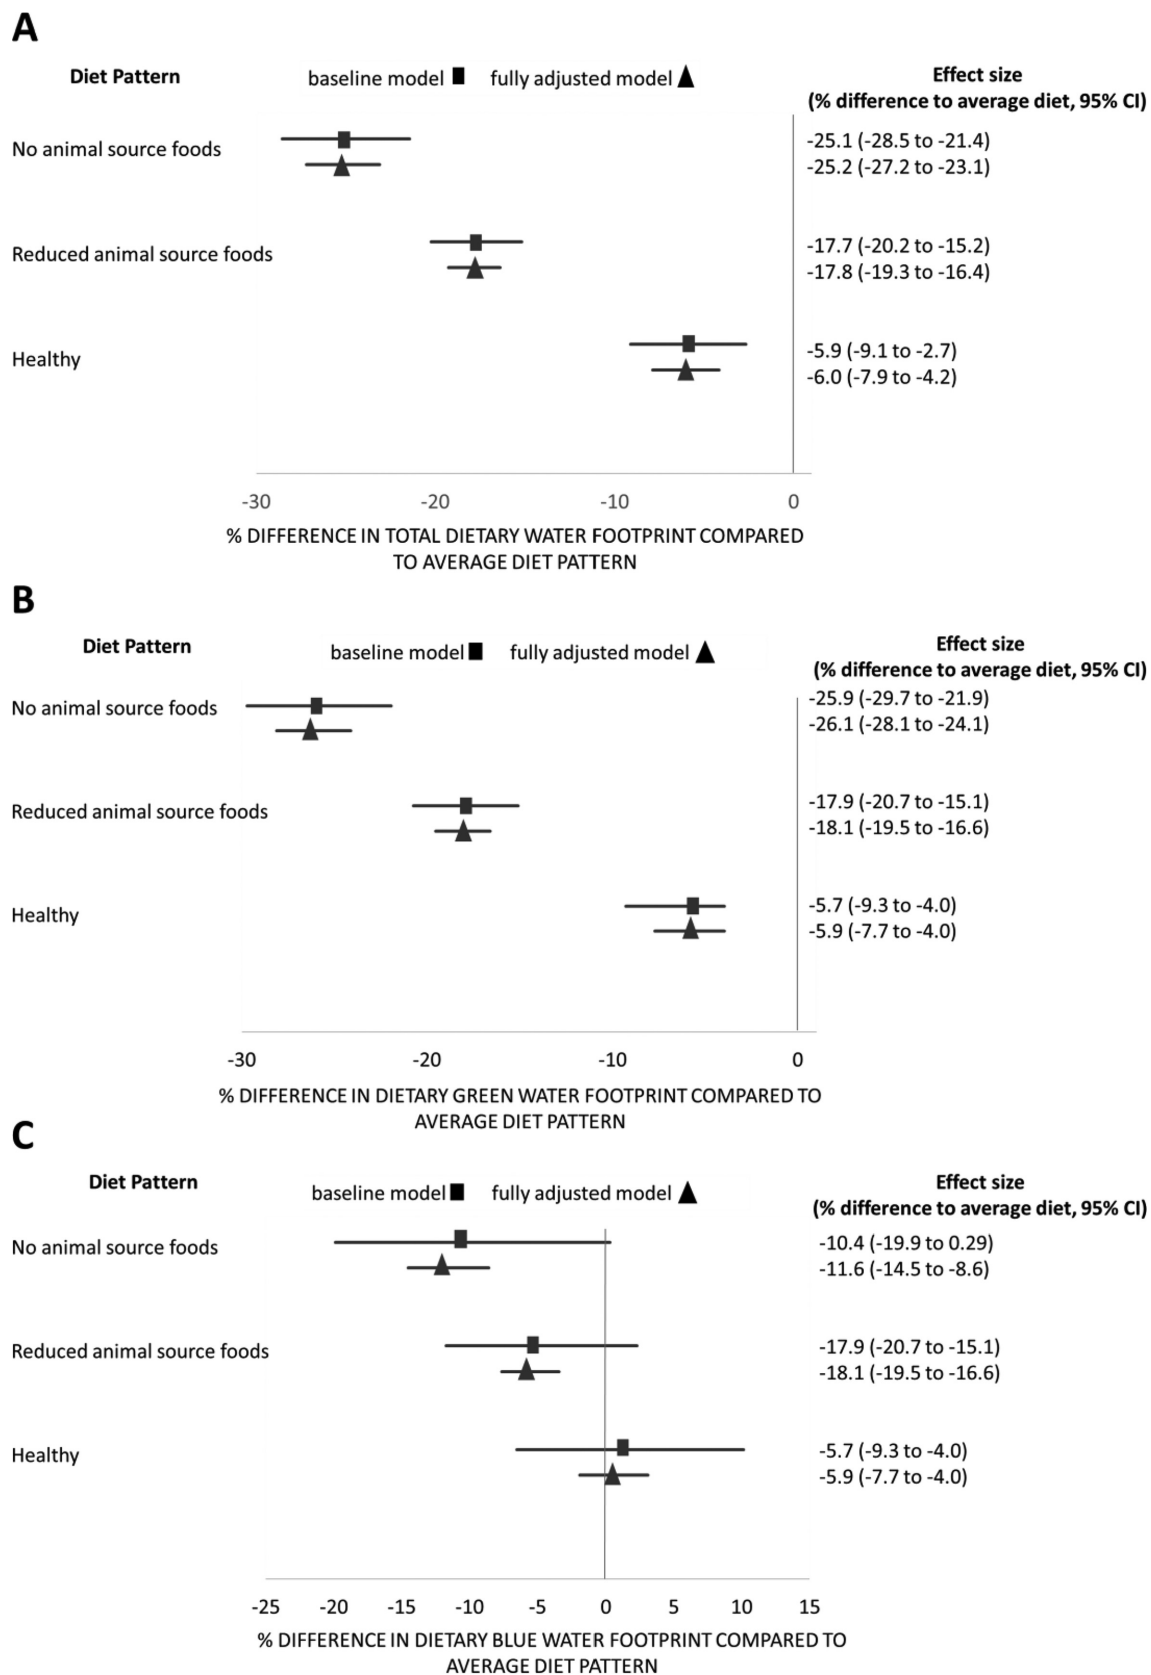 A
Diet Pattern
baseline model ■ fully adjusted model ▲
Effect size
(% difference to average diet, 95% CI)
No animal source foods
-25.1 (-28.5 to -21.4)
-25.2 (-27.2 to -23.1)
Reduced animal source foods
-17.7 (-20.2 to -15.2)
-17.8 (-19.3 to -16.4)
Healthy
-5.9 (-9.1 to -2.7)
-6.0 (-7.9 to -4.2)
-30 -20 -10 0
% DIFFERENCE IN TOTAL DIETARY WATER FOOTPRINT COMPARED
TO AVERAGE DIET PATTERN
B
Diet Pattern
baseline model ■ fully adjusted model ▲
Effect size
(% difference to average diet, 95% CI)
No animal source foods
-25.9 (-29.7 to -21.9)
-26.1 (-28.1 to -24.1)
Reduced animal source foods
-17.9 (-20.7 to -15.1)
-18.1 (-19.5 to -16.6)
Healthy
-5.7 (-9.3 to -4.0)
-5.9 (-7.7 to -4.0)
-30 -20 -10 0
% DIFFERENCE IN DIETARY GREEN WATER FOOTPRINT COMPARED TO
AVERAGE DIET PATTERN
C
Diet Pattern
baseline model ■ fully adjusted model ▲
Effect size
(% difference to average diet, 95% CI)
No animal source foods
-10.4 (-19.9 to 0.29)
-11.6 (-14.5 to -8.6)
Reduced animal source foods
-17.9 (-20.7 to -15.1)
-18.1 (-19.5 to -16.6)
Healthy
-5.7 (-9.3 to -4.0)
-5.9 (-7.7 to -4.0)
-25 -20 -15 -10 -5 0 5 10 15
% DIFFERENCE IN DIETARY BLUE WATER FOOTPRINT COMPARED TO
AVERAGE DIET PATTERN